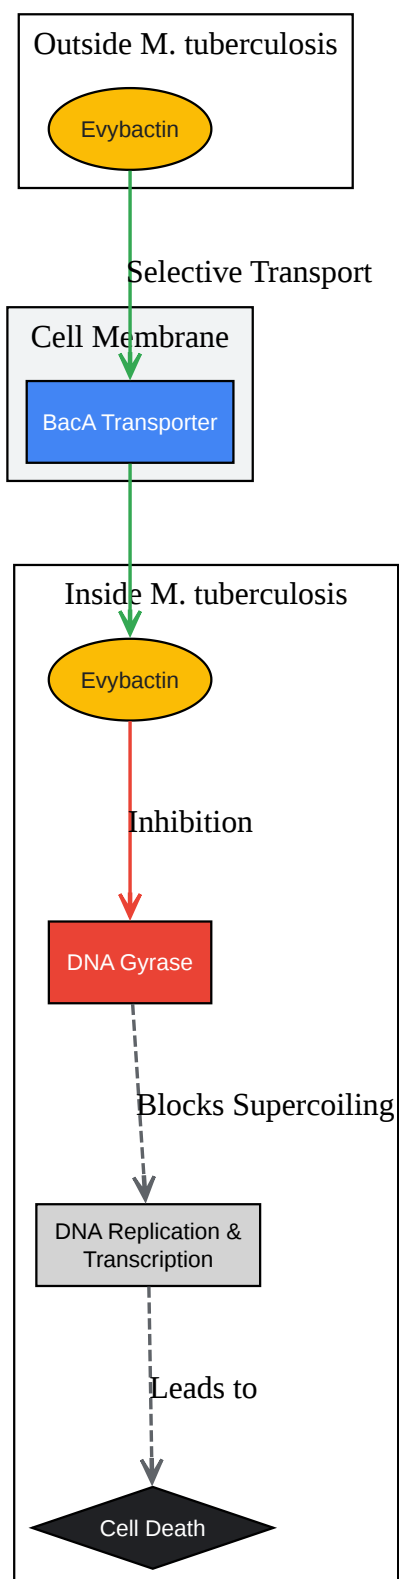 Outside M. tuberculosis
Evybactin
Selective Transport
Cell Membrane
BacA Transporter
Inside M. tuberculosis
Evybactin
Inhibition
DNA Gyrase
Blocks Supercoiling
DNA Replication &
Transcription
Leads to
Cell Death